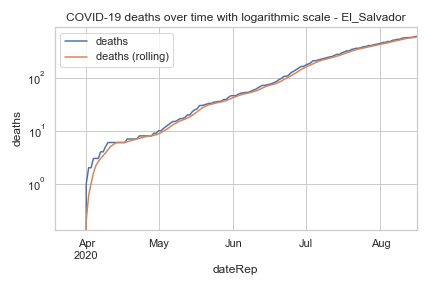 COVID-19 deaths over time with logarithmic scale - El_Salvador
deaths
deaths (rolling)
deaths
10²
10¹
10⁰
Apr May Jun Jul Aug
2020
dateRep